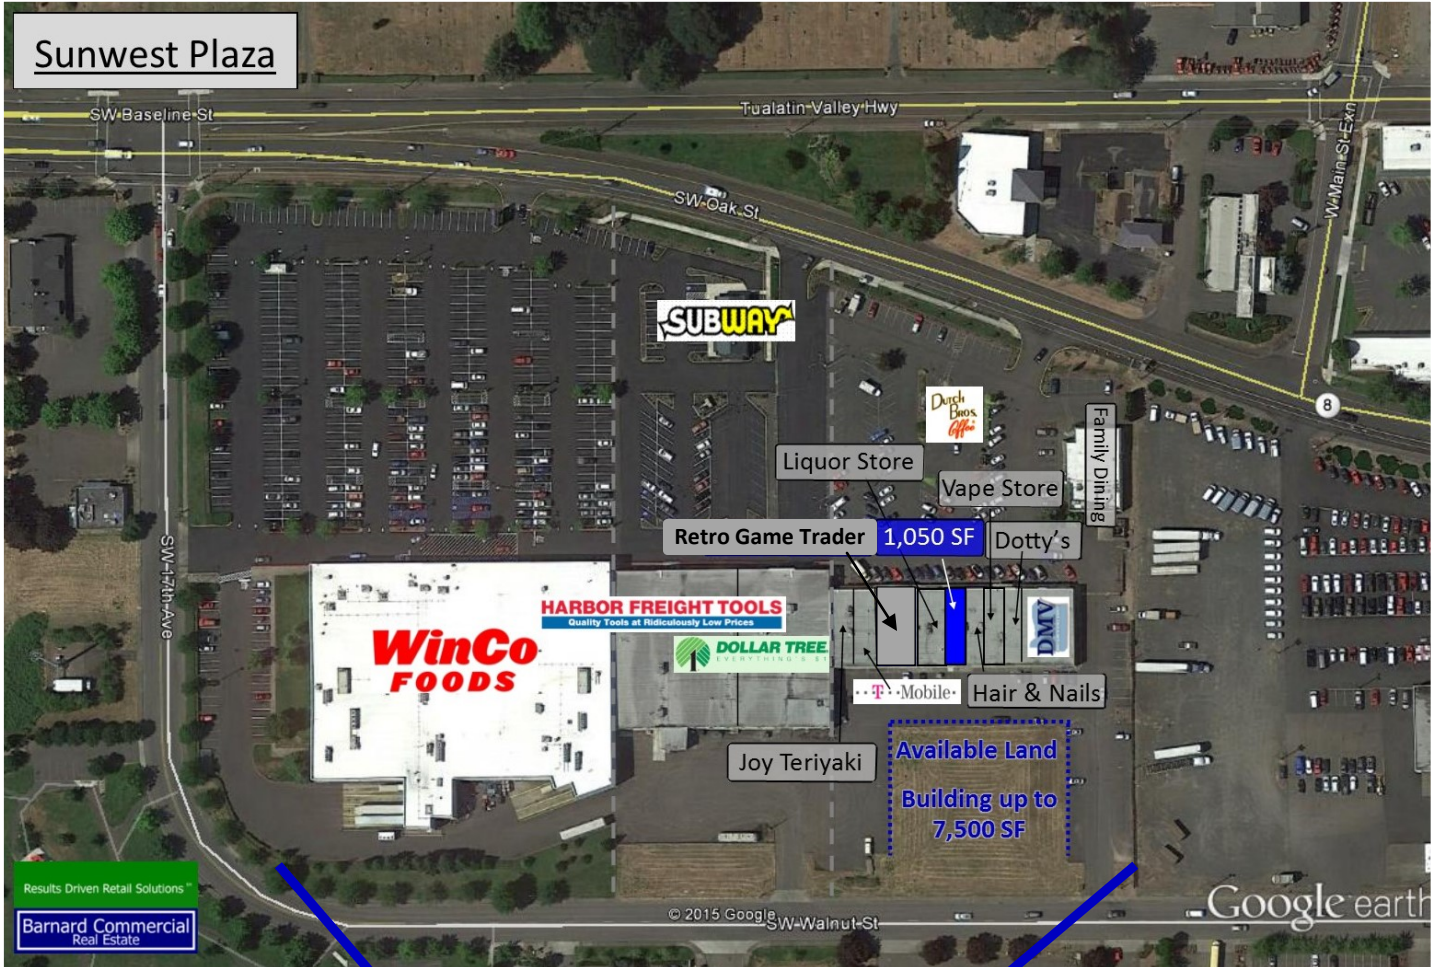 Sunwest Plaza
SW Baseline St
Tualatin Valley Hwy
W Main St Exn
SW Oak St
SUBWAY
8
Dutch
Bros.
Coffee
Family Dining
Liquor Store
Vape Store
Retro Game Trader
1,050 SF
Dotty's
SW 17th Ave
HARBOR FREIGHT TOOLS
Quality Tools at Ridiculously Low Prices
WinCo
FOODS
DOLLAR TREE
EVERYTHING $
DMV
T··Mobile·
Hair & Nails
Joy Teriyaki
Available Land
Building up to
7,500 SF
Results Driven Retail Solutions
Barnard Commercial
Real Estate
© 2015 Google
SW Walnut St
Google earth